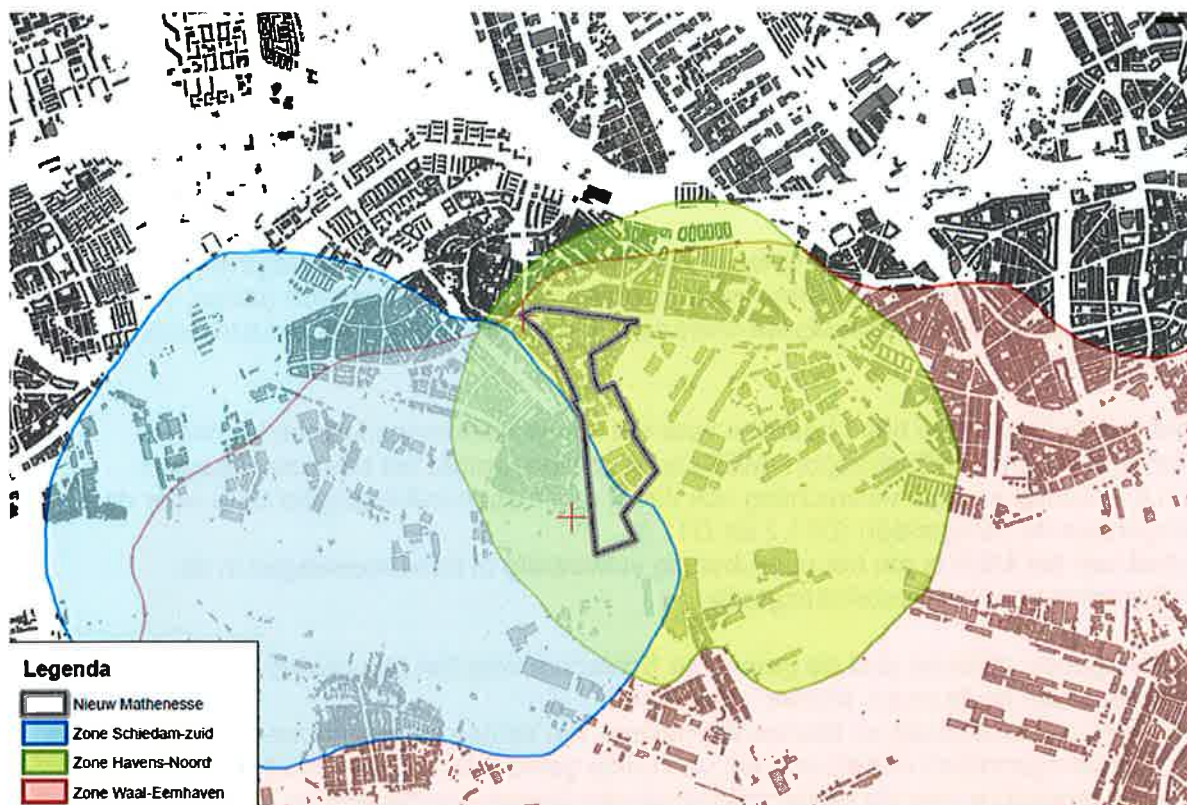 Legenda
Nieuw Mathenesse
Zone Schiedam-zuid
Zone Havens-Noord
Zone Waal-Eemhaven